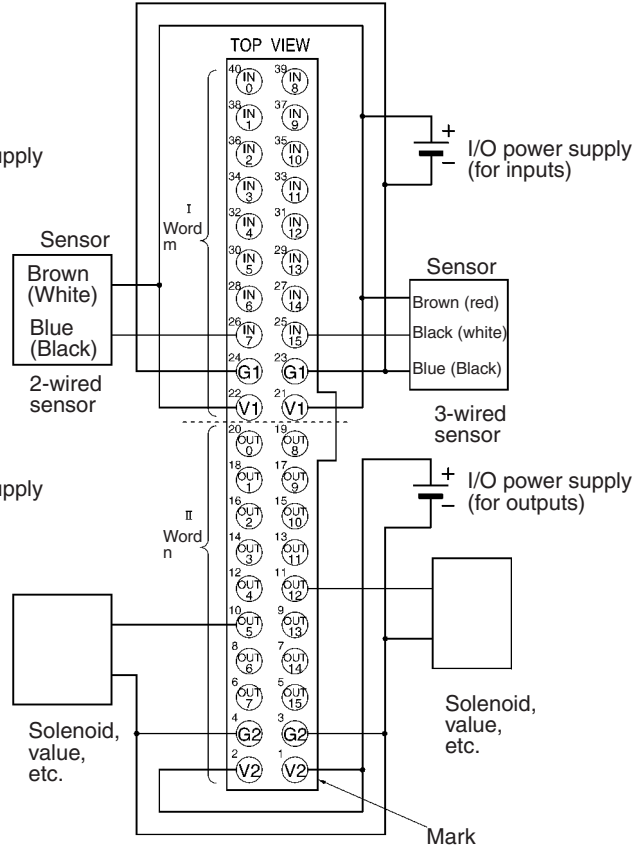 TOP VIEW
40 IN 0 39 IN 8
38 IN 1 37 IN 9
36 IN 2 35 IN 10
34 IN 3 33 IN 11
32 IN 4 31 IN 12
30 IN 5 29 IN 13
28 IN 6 27 IN 14
26 IN 7 25 IN 15
24 G1 23 G1
22 V1 21 V1
20 OUT 0 19 OUT 8
18 OUT 1 17 OUT 9
16 OUT 2 15 OUT 10
14 OUT 3 13 OUT 11
12 OUT 4 11 OUT 12
10 OUT 5 9 OUT 13
8 OUT 6 7 OUT 14
6 OUT 7 5 OUT 15
4 G2 3 G2
2 V2 1 V2
I
Word
m
II
Word
n
Sensor
Brown
(White)
Blue
(Black)
2-wired
sensor
Solenoid,
value,
etc.
+
–
I/O power supply
(for inputs)
Sensor
Brown (red)
Black (white)
Blue (Black)
3-wired
sensor
+
–
I/O power supply
(for outputs)
Solenoid,
value,
etc.
Mark